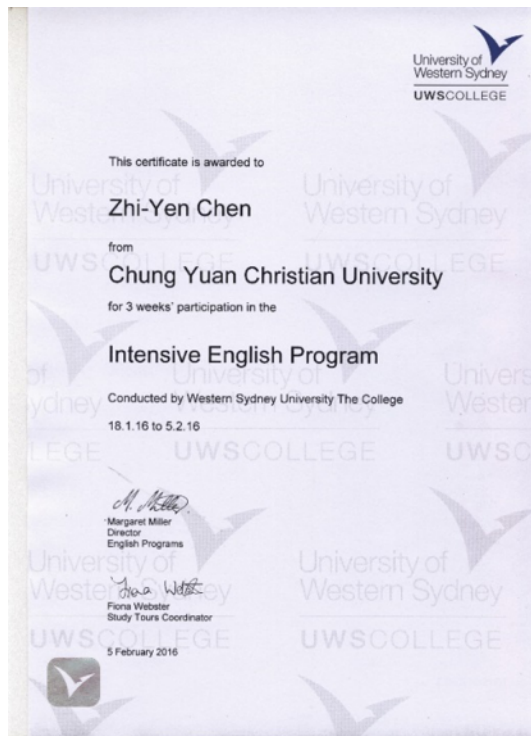 University of
Western Sydney
UWSCOLLEGE
This certificate is awarded to
Zhi-Yen Chen
from
Chung Yuan Christian University
for 3 weeks' participation in the
Intensive English Program
Conducted by Western Sydney University The College
18.1.16 to 5.2.16
M. Miller
Margaret Miller
Director
English Programs
Fiona Webster
Study Tours Coordinator
5 February 2016